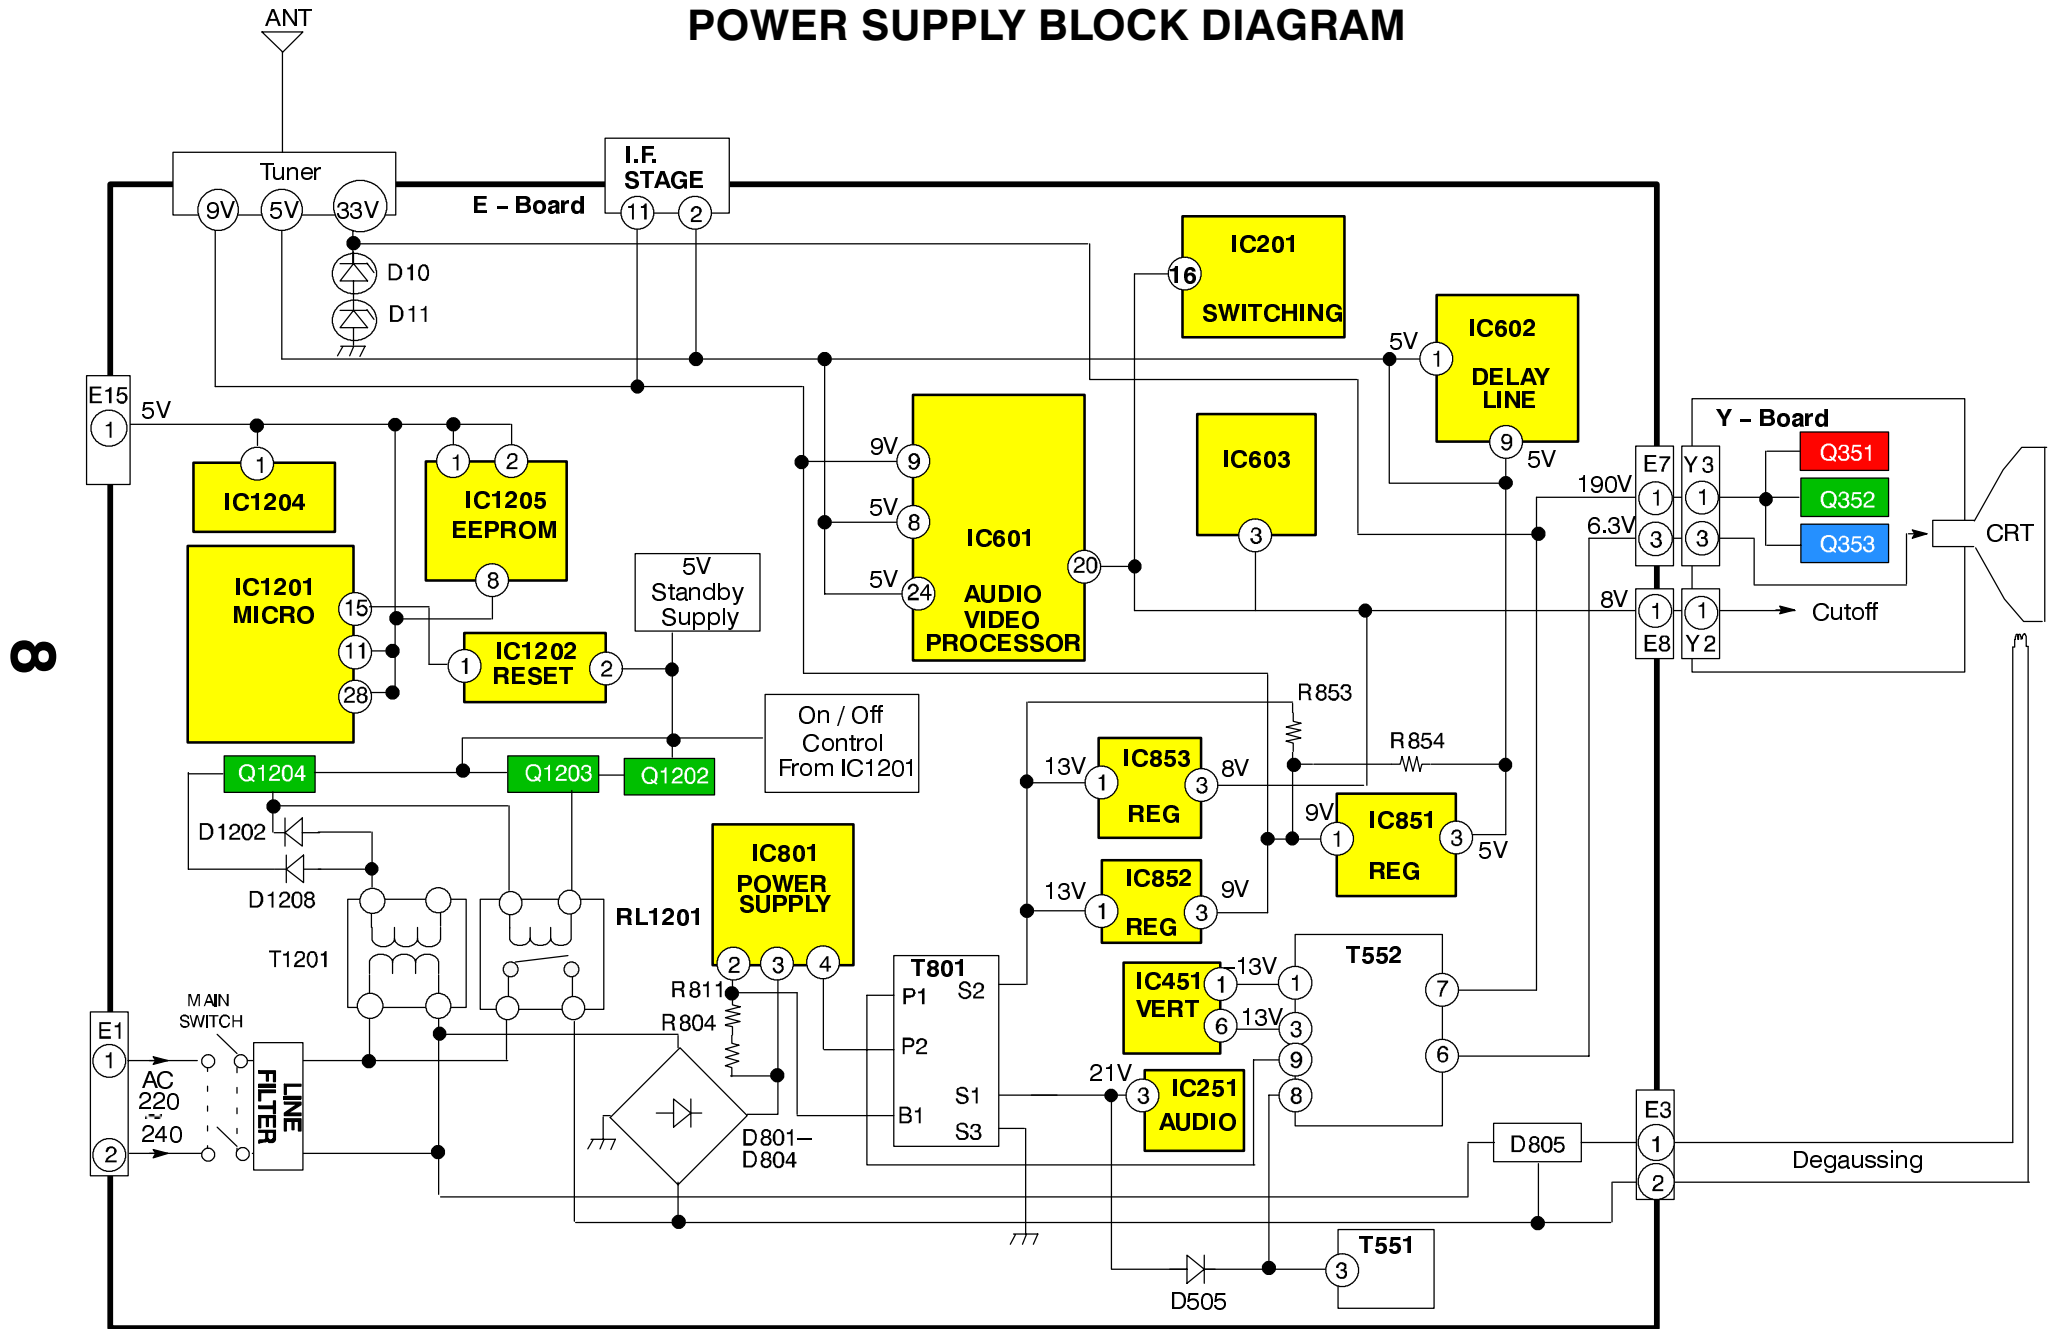 POWER SUPPLY BLOCK DIAGRAM
ANT
Tuner
9V
5V
33V
E – Board
I.F.
STAGE
11
2
D10
D11
IC201
16
SWITCHING
IC602
5V
1
DELAY
LINE
9
5V
E15
1
5V
1
IC1204
1
2
IC1205
EEPROM
8
IC1201
MICRO
15
11
28
1
IC1202
RESET
2
5V
Standby
Supply
On / Off
Control
From IC1201
9V
9
5V
8
5V
24
IC601
AUDIO
VIDEO
PROCESSOR
20
IC603
3
190V
6.3V
8V
E7
1
3
1
E8
Y3
1
3
1
Y2
Y – Board
Q351
Q352
Q353
CRT
Cutoff
8
Q1204
Q1203
Q1202
D1202
D1208
T1201
RL1201
R853
R854
13V
1
IC853
REG
3
8V
9V
1
IC851
REG
3
5V
13V
1
IC852
REG
3
9V
IC801
POWER
SUPPLY
2
3
4
R811
R804
T801
P1
P2
B1
S2
S1
S3
IC451
VERT
1
6
13V
13V
T552
1
3
9
8
7
6
21V
3
IC251
AUDIO
MAIN
SWITCH
E1
1
2
AC
220
~
240
LINE
FILTER
D801–
D804
D805
E3
1
2
Degaussing
D505
T551
3